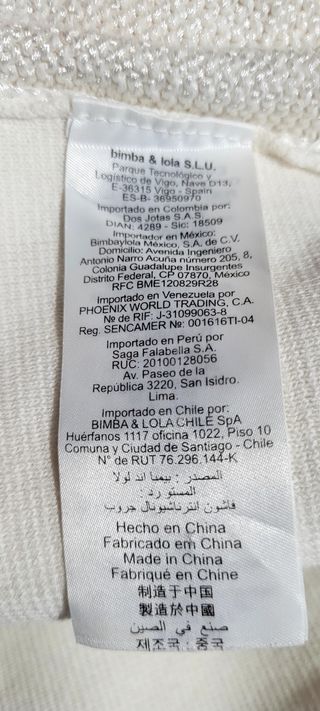 bimba & lola S.L.U.
Parque Tecnológico y
Logístico de Vigo, Nave D13,
E-36315 Vigo - Spain
ES-B- 36950970
Importado en Colombia por:
Dos Jotas S.A.S.
DIAN: 4289 - Sic: 18509
Importador en México:
Bimbaylola México, S.A. de C.V.
Domicilio: Avenida Ingeniero
Antonio Narro Acuña número 205, 8,
Colonia Guadalupe Insurgentes
Distrito Federal, CP 07870, México
RFC BME120829R28
Importado en Venezuela por
PHOENIX WORLD TRADING, C.A.
Nº de RIF: J-31099063-8
Reg. SENCAMER Nº: 001616TI-04
Importado en Perú por
Saga Falabella S.A.
RUC: 20100128056
Av. Paseo de la
República 3220, San Isidro.
Lima.
Importado en Chile por:
BIMBA & LOLA CHILE SpA
Huérfanos 1117 oficina 1022, Piso 10
Comuna y Ciudad de Santiago - Chile
N° de RUT 76.296.144-K
المصدر : بيمبا اند لولا
المستورد :
فاشون انترناشيونال جروب
Hecho en China
Fabricado em China
Made in China
Fabriqué en Chine
制造于中国
製造於中國
صنع في الصين
제조국 : 중국